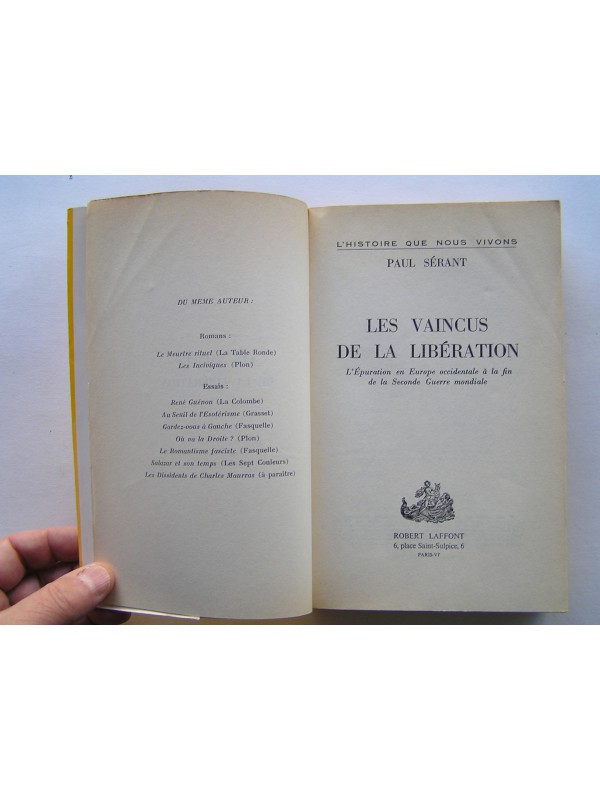 DU MEME AUTEUR :
Romans :
Le Meurtre rituel (La Table Ronde)
Les Inciviques (Plon)
Essais :
René Guénon (La Colombe)
Au Seuil de l'Esotérisme (Grasset)
Gardez-vous à Gauche (Fasquelle)
Où va la Droite ? (Plon)
Le Romantisme fasciste (Fasquelle)
Salazar et son temps (Les Sept Couleurs)
Les Dissidents de Charles Maurras (à paraître)
L'HISTOIRE QUE NOUS VIVONS
PAUL SÉRANT
LES VAINCUS
DE LA LIBÉRATION
L'Épuration en Europe occidentale à la fin
de la Seconde Guerre mondiale
ROBERT LAFFONT
6, place Saint-Sulpice, 6
PARIS-VIe